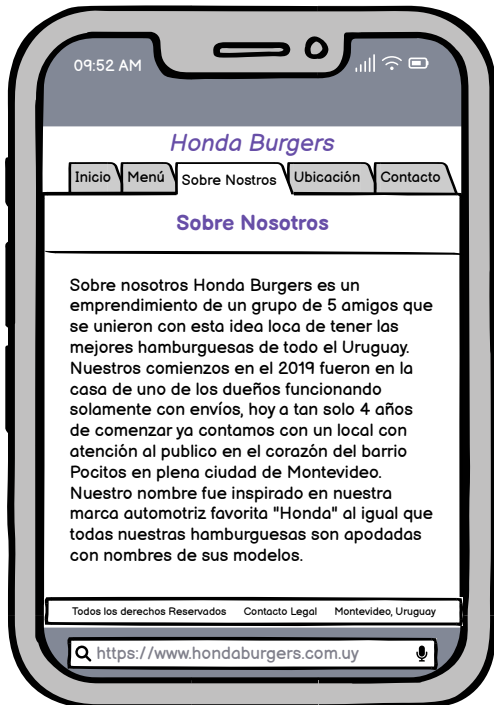 09:52 AM
Honda Burgers
Inicio Menú Sobre Nostros Ubicación Contacto
Sobre Nosotros
Sobre nosotros Honda Burgers es un
emprendimiento de un grupo de 5 amigos que
se unieron con esta idea loca de tener las
mejores hamburguesas de todo el Uruguay.
Nuestros comienzos en el 2019 fueron en la
casa de uno de los dueños funcionando
solamente con envíos, hoy a tan solo 4 años
de comenzar ya contamos con un local con
atención al publico en el corazón del barrio
Pocitos en plena ciudad de Montevideo.
Nuestro nombre fue inspirado en nuestra
marca automotriz favorita "Honda" al igual que
todas nuestras hamburguesas son apodadas
con nombres de sus modelos.
Todos los derechos Reservados Contacto Legal Montevideo, Uruguay
https://www.hondaburgers.com.uy